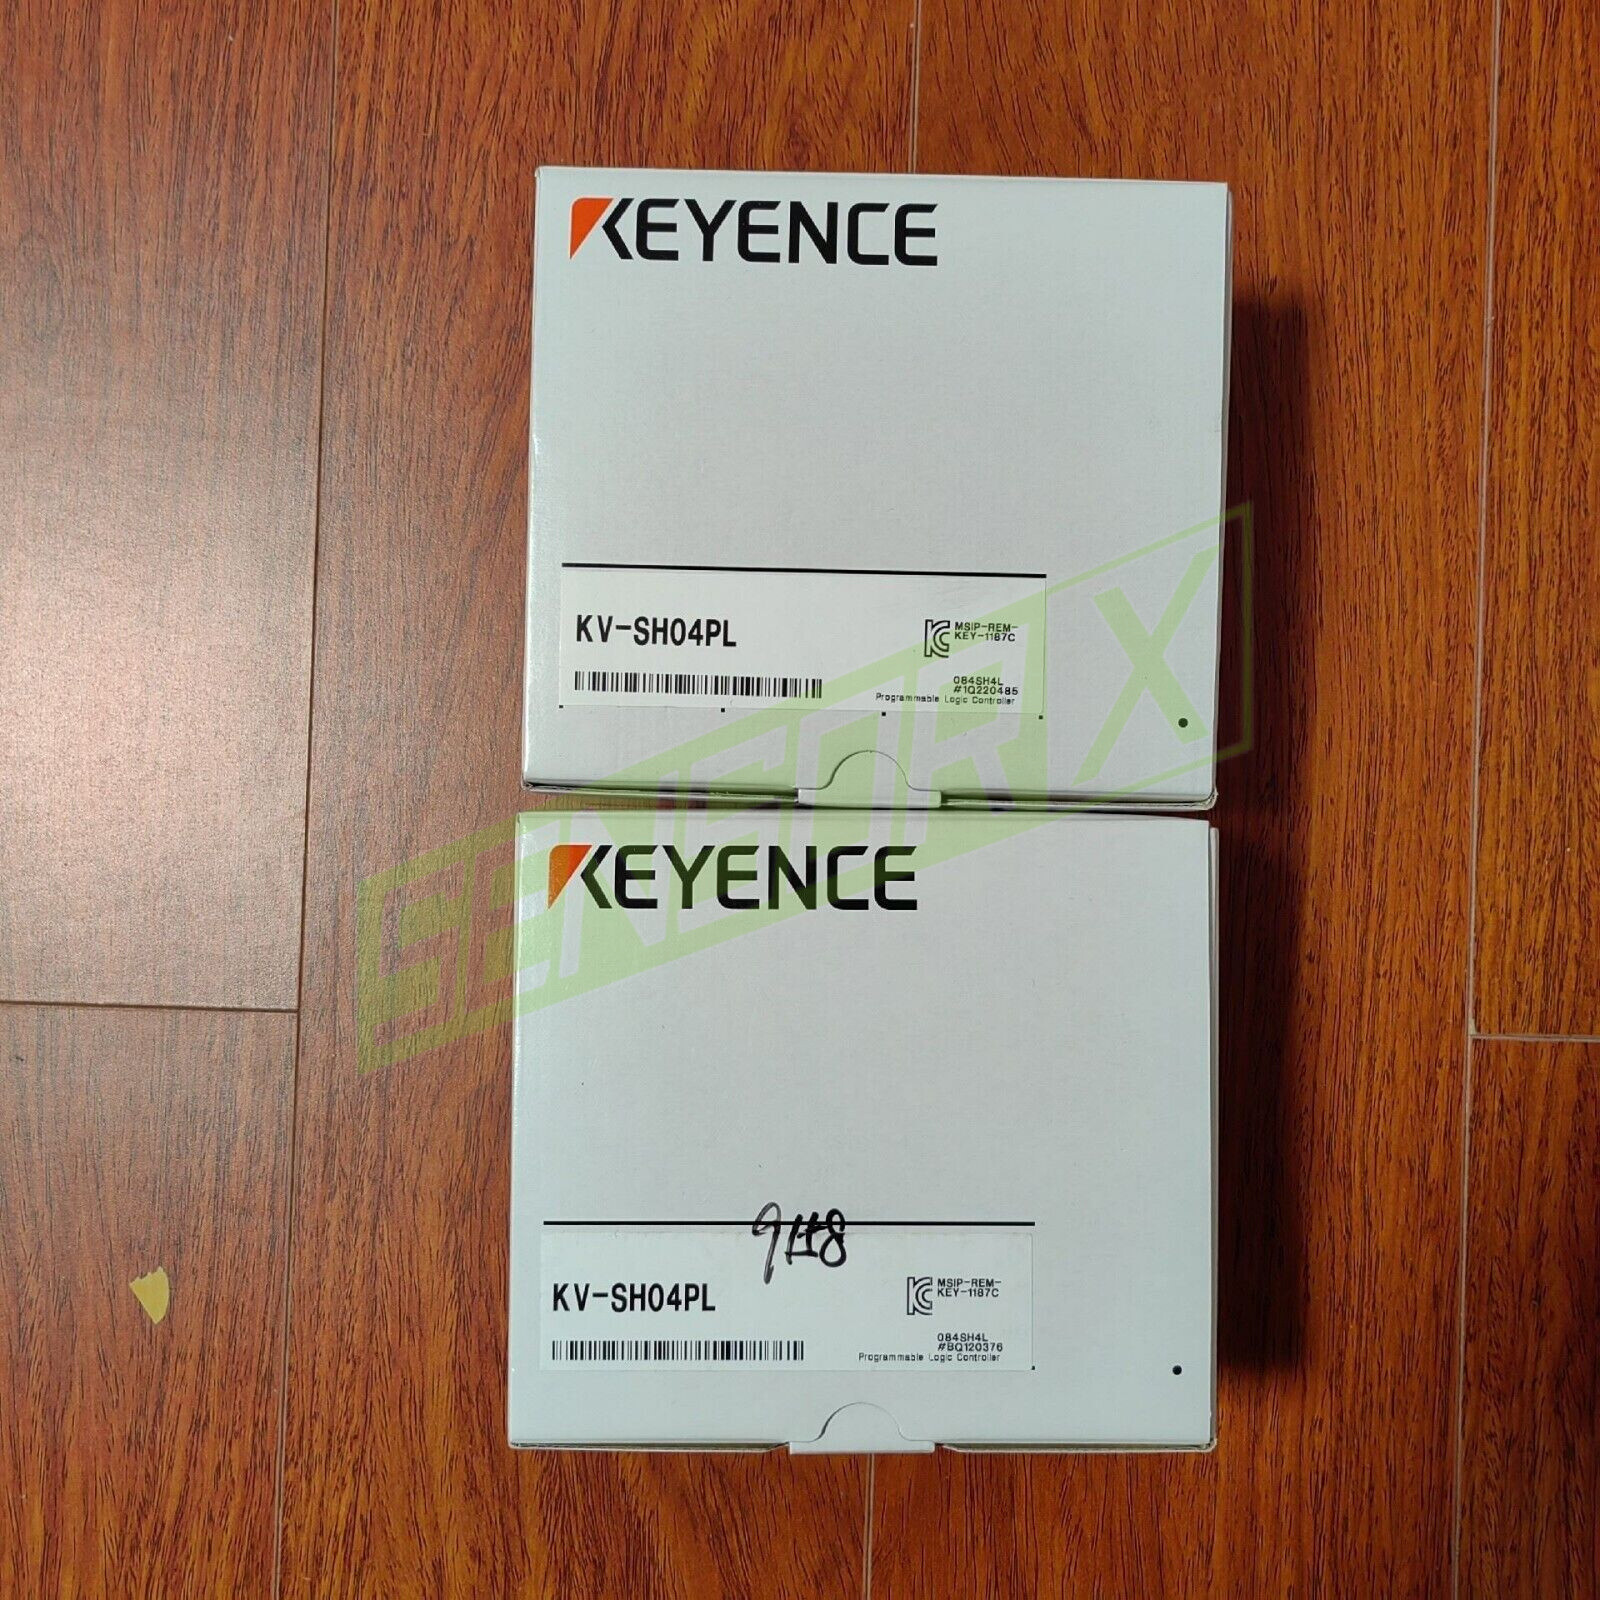 KEYENCE
KV-SH04PL
MSIP-REM-
KEY-1187C
084SH4L
#1Q220485
Programmable Logic Controller
SENSORX
KEYENCE
KV-SH04PL
MSIP-REM-
KEY-1187C
084SH4L
#BQ120376
Programmable Logic Controller